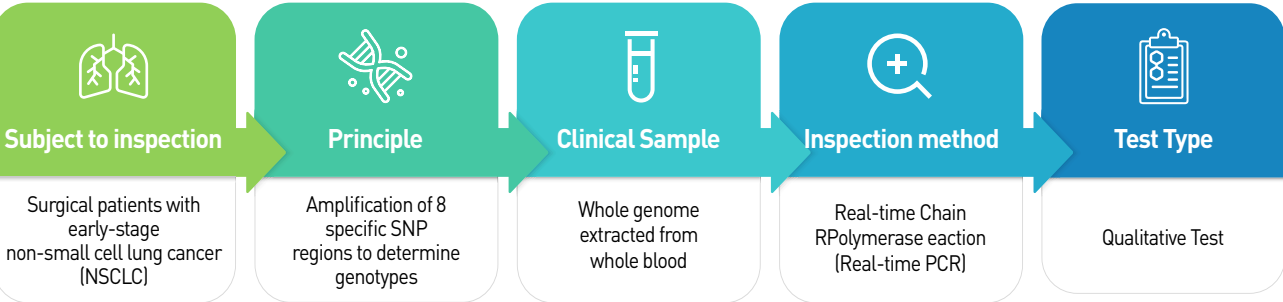 Subject to inspection
Surgical patients with
early-stage
non-small cell lung cancer
(NSCLC)
Principle
Amplification of 8
specific SNP
regions to determine
genotypes
Clinical Sample
Whole genome
extracted from
whole blood
Inspection method
Real-time Chain
RPolymerase eaction
(Real-time PCR)
Test Type
Qualitative Test